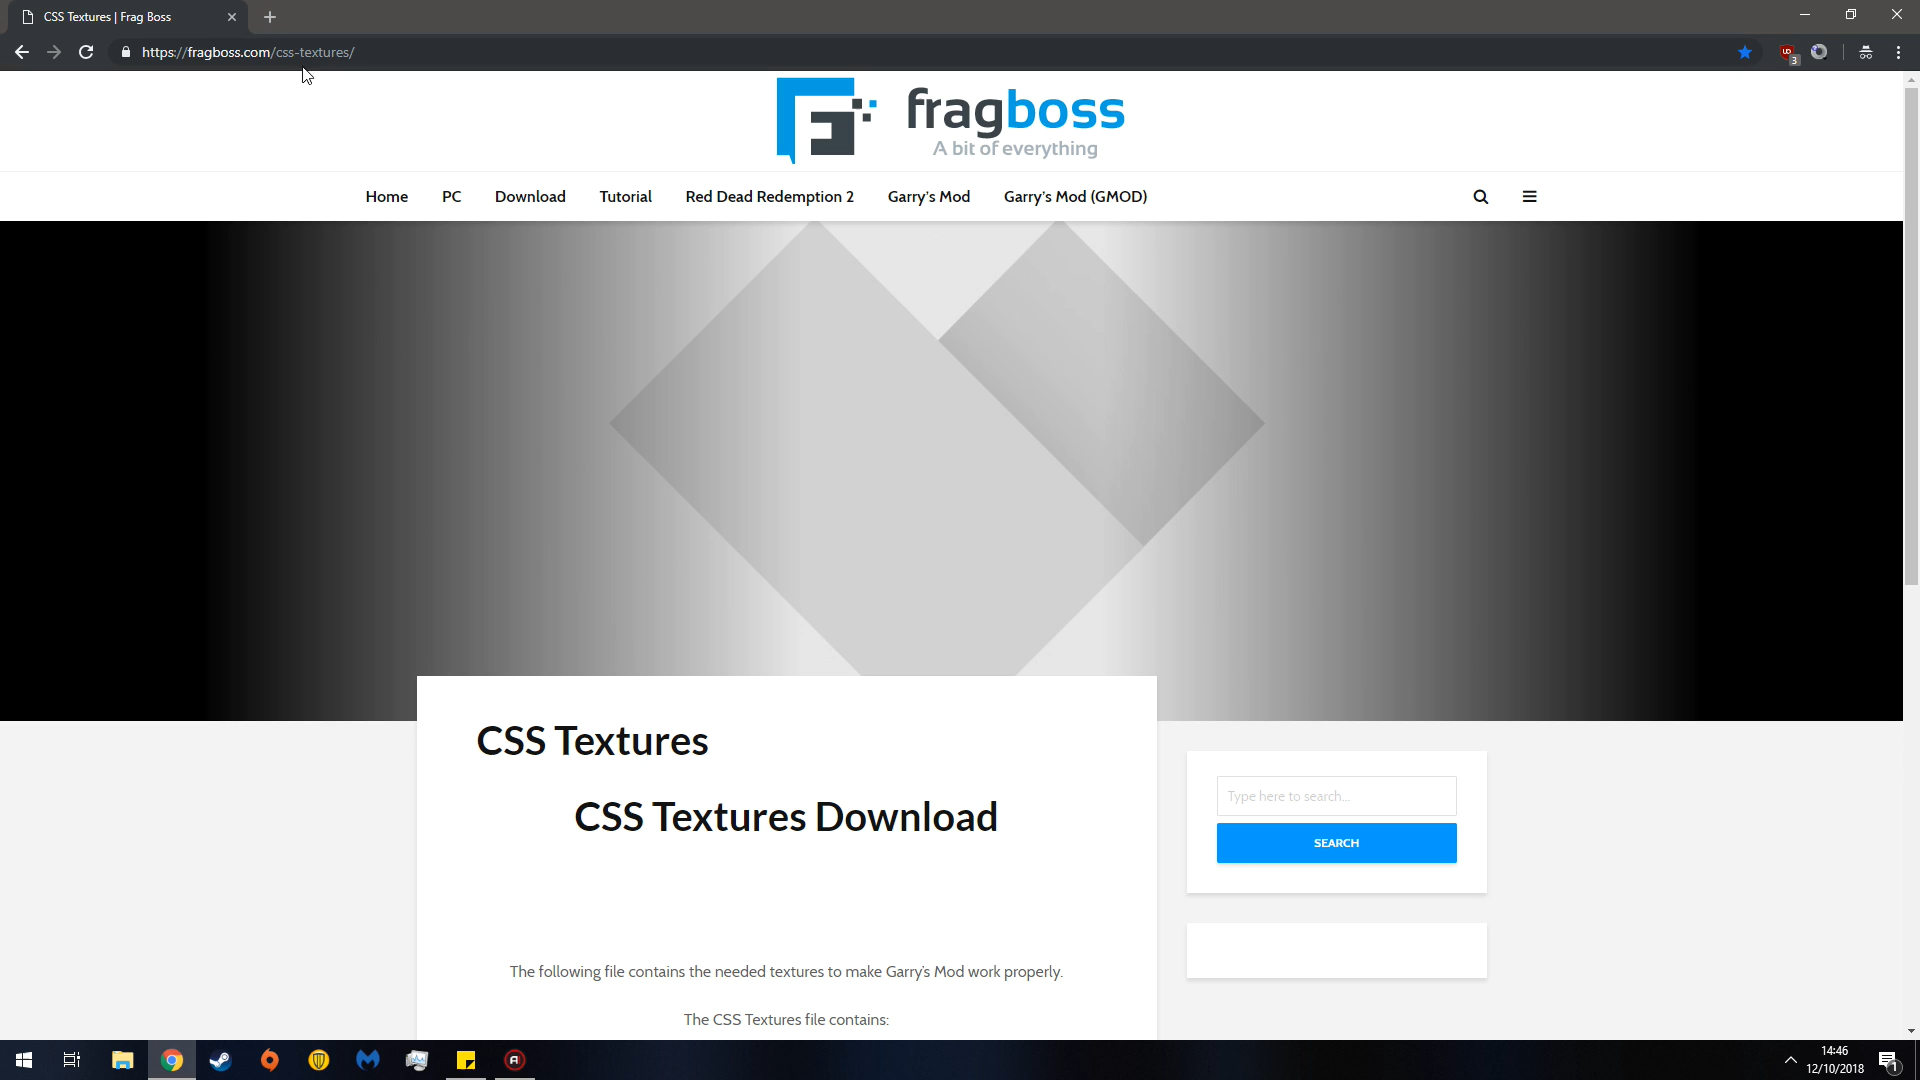 CSS Textures | Frag Boss
https://fragboss.com/css-textures/
3
fragboss
A bit of everything
Home PC Download Tutorial Red Dead Redemption 2 Garry's Mod Garry's Mod (GMOD)
CSS Textures
CSS Textures Download
Type here to search...
SEARCH
The following file contains the needed textures to make Garry's Mod work properly.
The CSS Textures file contains:
14:46
12/10/2018
1